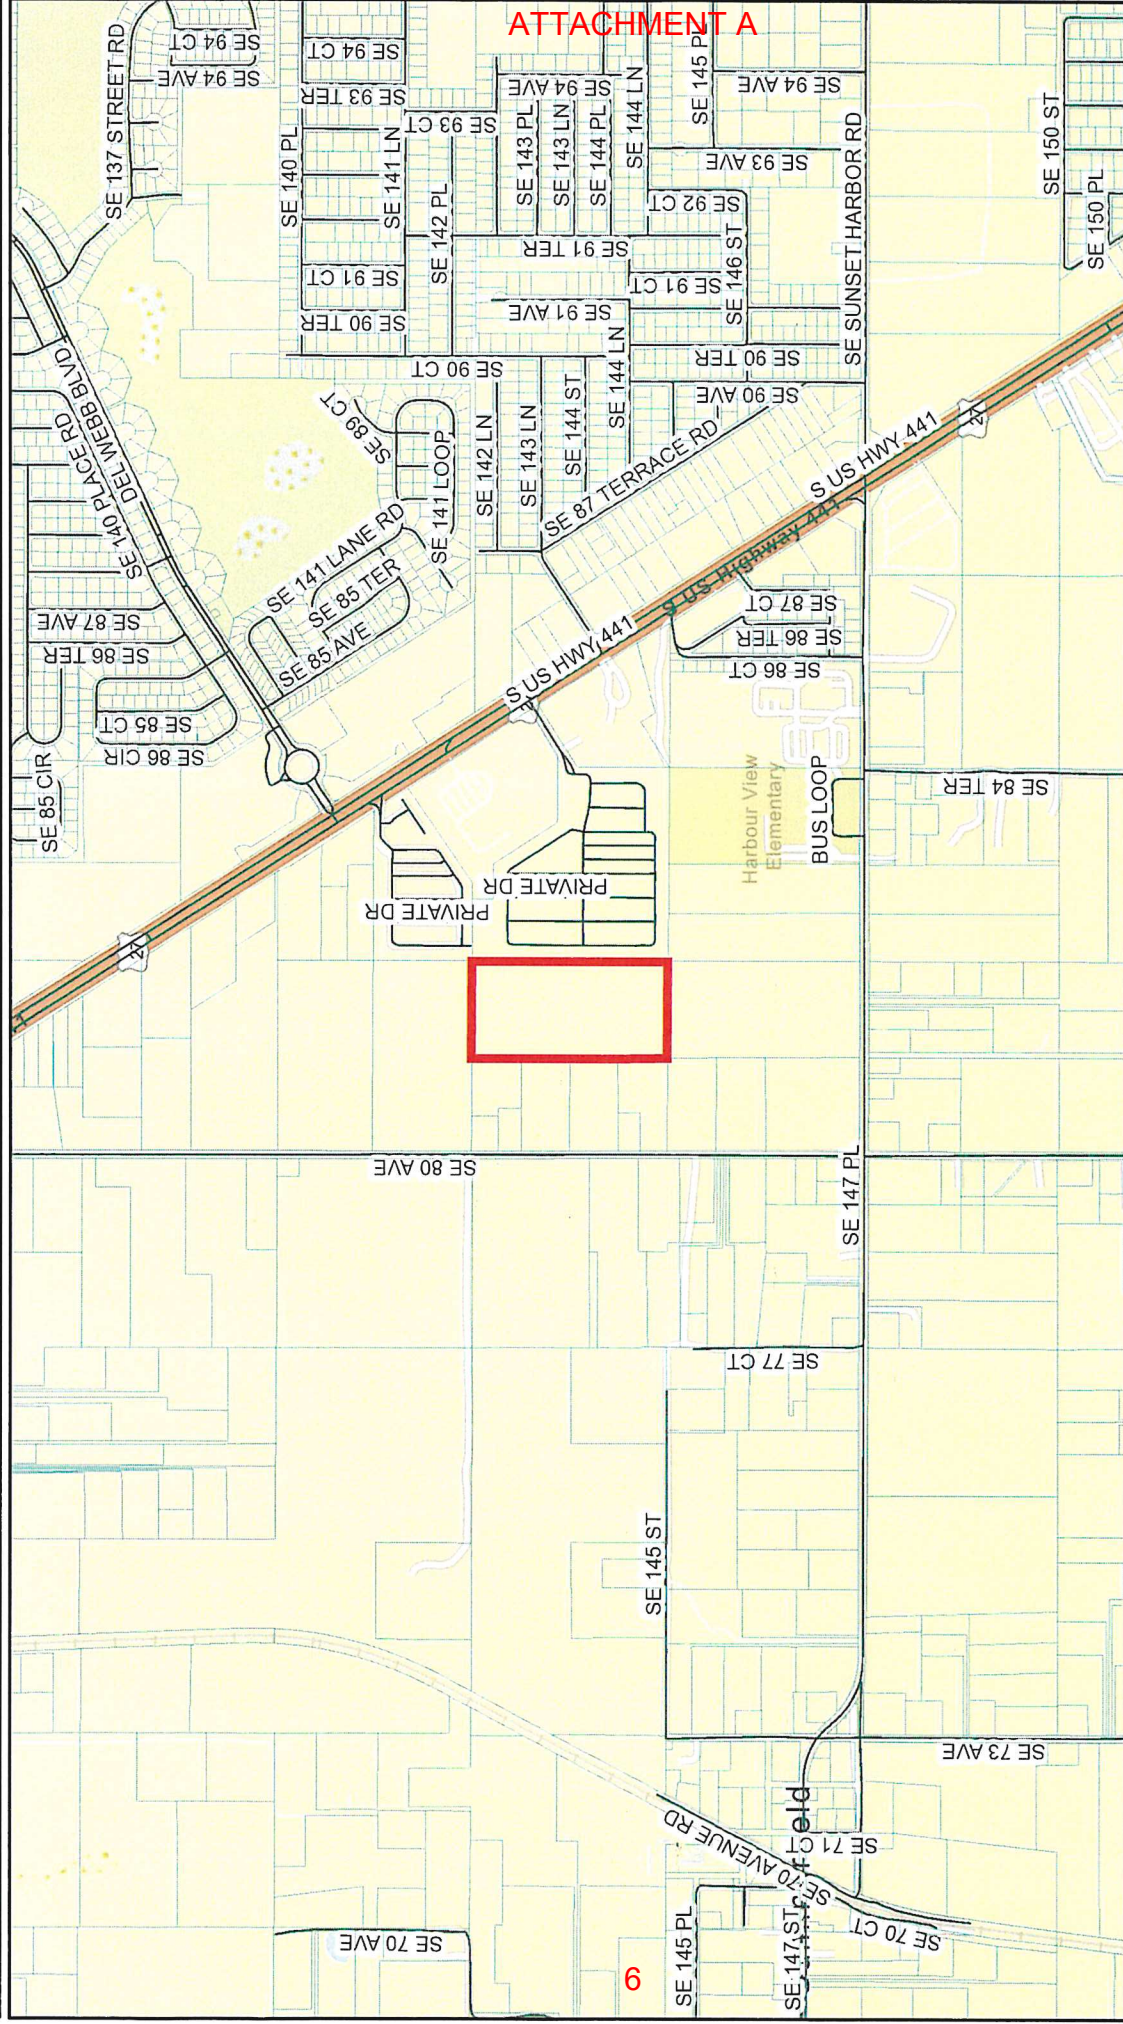 ATTACHMENT A
SE 137 STREET RD
SE 94 CT
SE 94 AVE
SE 94 CT
SE 93 TER
SE 140 PL
SE 141 LN
SE 93 CT
SE 142 PL
SE 94 AVE
SE 143 PL
SE 143 LN
SE 144 PL
SE 144 LN
SE 145 PL
SE 94 AVE
SE 93 AVE
SE 92 CT
SE 91 TER
SE 91 CT
SE 146 ST
SE SUNSET HARBOR RD
SE 150 ST
SE 150 PL
SE 91 CT
SE 90 TER
SE 91 AVE
SE 90 CT
SE 144 LN
SE 90 TER
SE 90 AVE
DEL WEBB BLVD
SE 140 PLACE RD
SE 89 CT
SE 141 LOOP
SE 142 LN
SE 143 LN
SE 144 ST
SE 87 TERRACE RD
S US HWY 441
27
S US Highway 441
SE 141 LANE RD
SE 85 TER
SE 85 AVE
SE 87 AVE
SE 86 TER
SE 85 CT
SE 86 CIR
SE 85 CIR
S US HWY 441
SE 87 CT
SE 86 TER
SE 86 CT
Harbour View
Elementary
BUS LOOP
SE 84 TER
PRIVATE DR
PRIVATE DR
27
SE 80 AVE
SE 147 PL
SE 77 CT
SE 145 ST
SE 73 AVE
SE 70 AVENUE RD
eld
SE 71 CT
SE 70 CT
SE 70 AVE
SE 145 PL
SE 147 ST
6